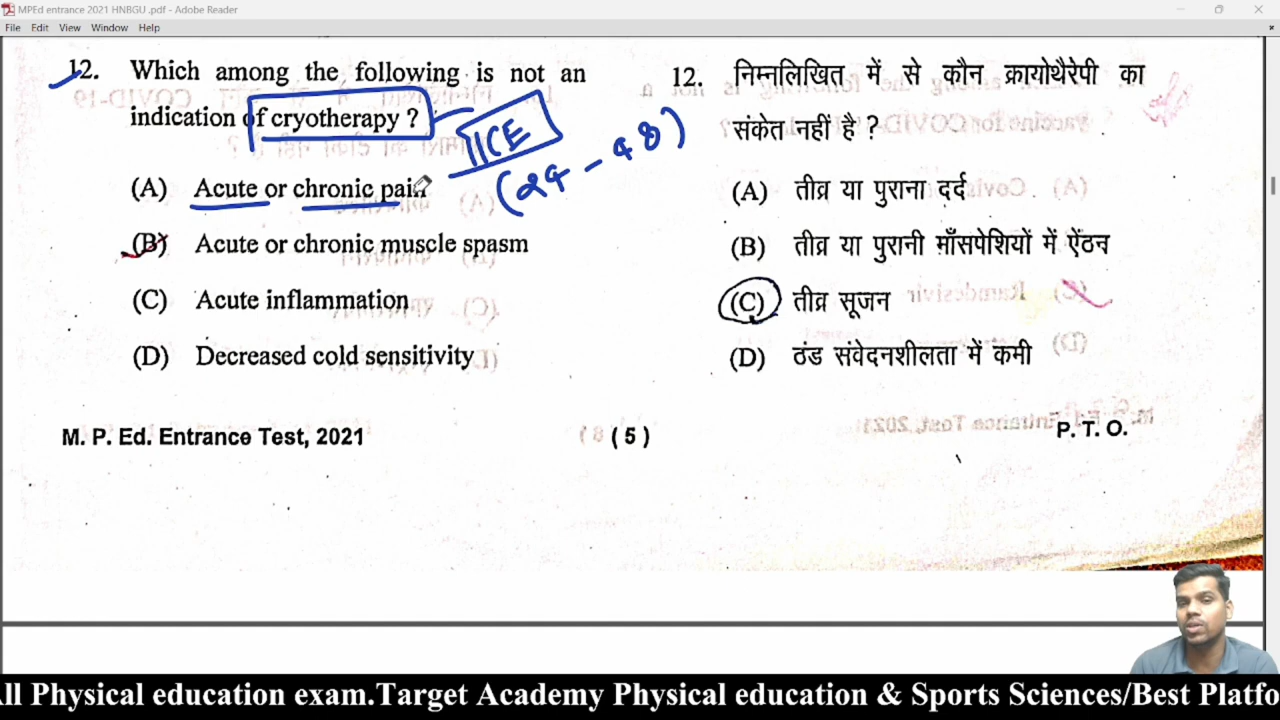 MPEd entrance 2021 HNBGU .pdf - Adobe Reader
File Edit View Window Help
12. Which among the following is not an
indication of cryotherapy ?
ICE
(24 - 48)
(A) Acute or chronic pain
(B) Acute or chronic muscle spasm
(C) Acute inflammation
(D) Decreased cold sensitivity
12. निम्नलिखित में से कौन क्रायोथैरेपी का
संकेत नहीं है ?
(A) तीव्र या पुराना दर्द
(B) तीव्र या पुरानी माँसपेशियों में ऐंठन
(C) तीव्र सूजन
(D) ठंड संवेदनशीलता में कमी
M. P. Ed. Entrance Test, 2021 ( 5 ) P. T. O.
ll Physical education exam.Target Academy Physical education & Sports Sciences/Best Platfo